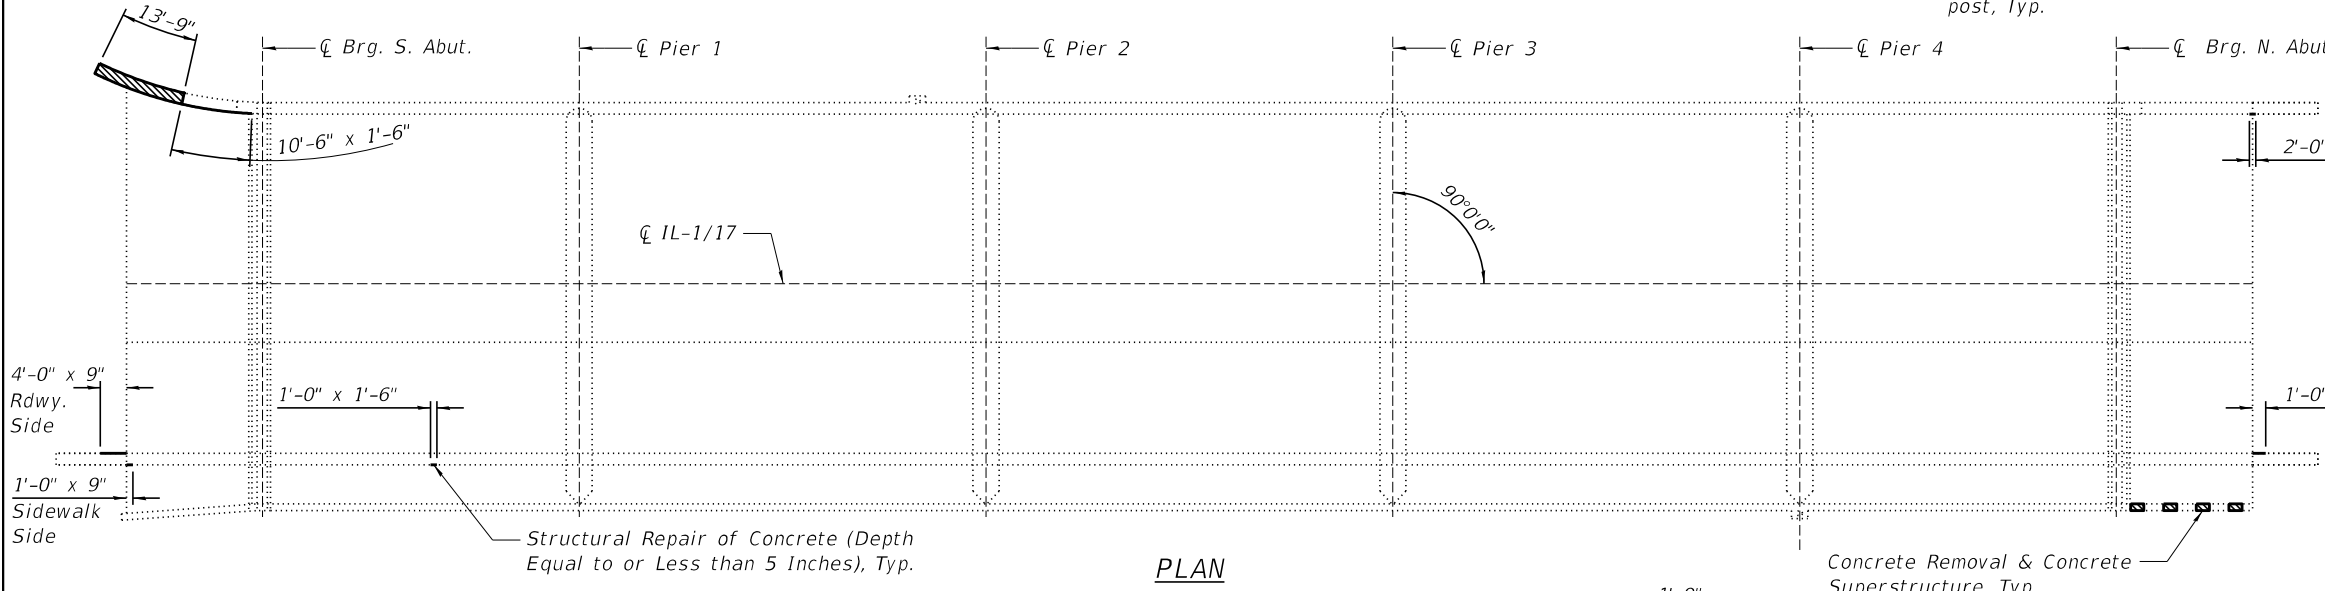 post, Typ.
13'-9"
℄ Brg. S. Abut.
℄ Pier 1
℄ Pier 2
℄ Pier 3
℄ Pier 4
℄ Brg. N. Abut
10'-6" x 1'-6"
2'-0"
90°0'0"
℄ IL-1/17
4'-0" x 9"
Rdwy.
Side
1'-0" x 1'-6"
1'-0"
1'-0" x 9"
Sidewalk
Side
Structural Repair of Concrete (Depth
Equal to or Less than 5 Inches), Typ.
PLAN
Concrete Removal & Concrete
Superstructure, Typ.